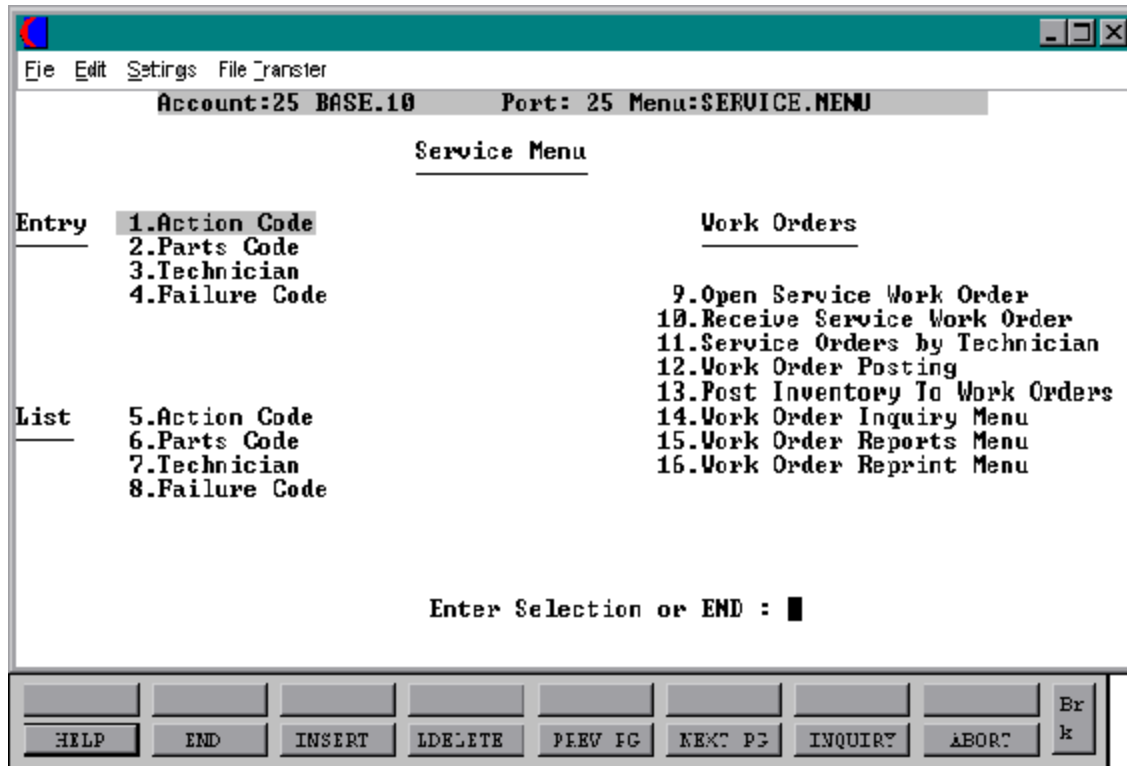 File Edit Settings File Transfer
Account:25 BASE.10 Port: 25 Menu:SERVICE.MENU
Service Menu
Entry 1.Action Code Work Orders
2.Parts Code
3.Technician
4.Failure Code 9.Open Service Work Order
10.Receive Service Work Order
11.Service Orders by Technician
12.Work Order Posting
13.Post Inventory To Work Orders
List 5.Action Code 14.Work Order Inquiry Menu
6.Parts Code 15.Work Order Reports Menu
7.Technician 16.Work Order Reprint Menu
8.Failure Code
Enter Selection or END :
HELP END INSERT LDELETE PREV PG NEXT PG INQUIRY ABORT Br
k